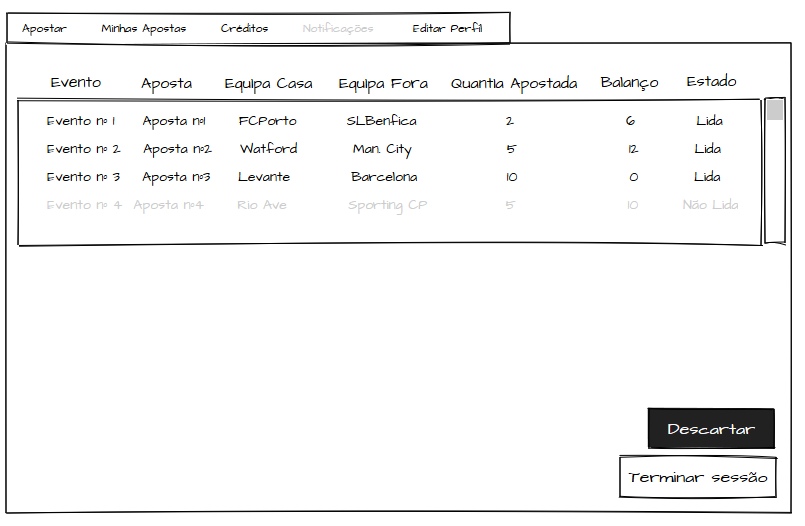 Apostar Minhas Apostas Créditos Notificações Editar Perfil
Evento Aposta Equipa Casa Equipa Fora Quantia Apostada Balanço Estado
Evento nº 1 Aposta nº1 FCPorto SLBenfica 2 6 Lida
Evento nº 2 Aposta nº2 Watford Man. City 5 12 Lida
Evento nº 3 Aposta nº3 Levante Barcelona 10 0 Lida
Evento nº 4 Aposta nº4 Rio Ave Sporting CP 5 10 Não Lida
Descartar
Terminar sessão